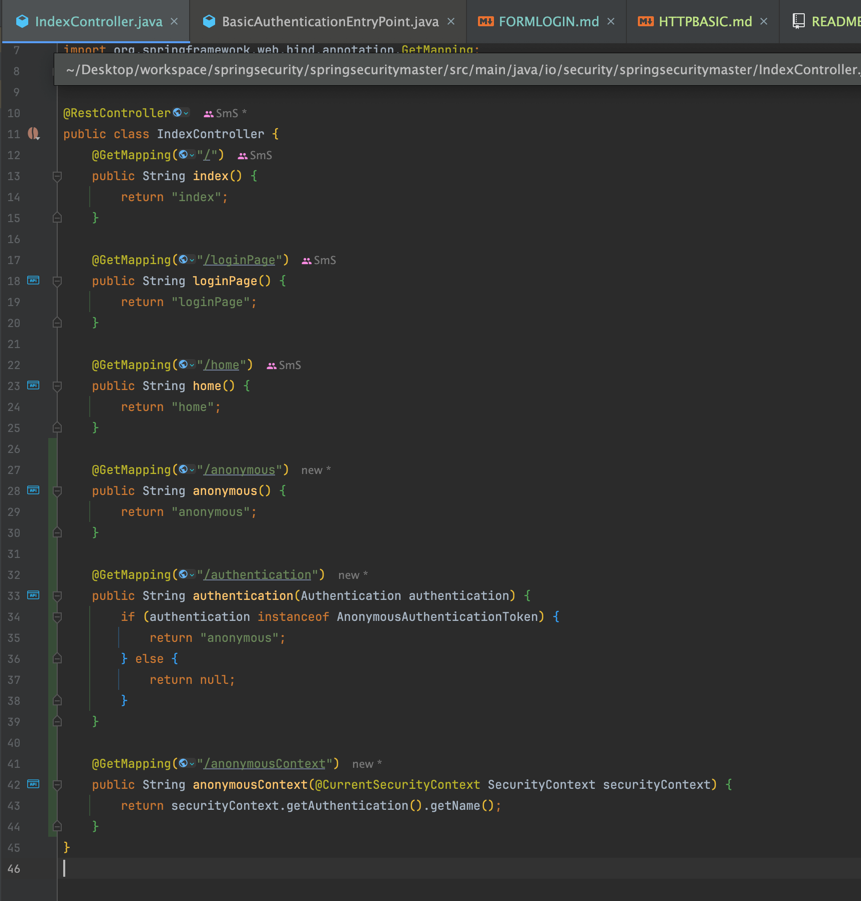 IndexController.java × BasicAuthenticationEntryPoint.java × FORMLOGIN.md × HTTPBASIC.md × README
7 import org.springframework.web.bind.annotation.GetMapping;
8 ~/Desktop/workspace/springsecurity/springsecuritymaster/src/main/java/io/security/springsecuritymaster/IndexController.
9
10 @RestController SmS *
11 public class IndexController {
12 @GetMapping("/") SmS
13 public String index() {
14 return "index";
15 }
16
17 @GetMapping("/loginPage") SmS
18 public String loginPage() {
19 return "loginPage";
20 }
21
22 @GetMapping("/home") SmS
23 public String home() {
24 return "home";
25 }
26
27 @GetMapping("/anonymous") new *
28 public String anonymous() {
29 return "anonymous";
30 }
31
32 @GetMapping("/authentication") new *
33 public String authentication(Authentication authentication) {
34 if (authentication instanceof AnonymousAuthenticationToken) {
35 return "anonymous";
36 } else {
37 return null;
38 }
39 }
40
41 @GetMapping("/anonymousContext") new *
42 public String anonymousContext(@CurrentSecurityContext SecurityContext securityContext) {
43 return securityContext.getAuthentication().getName();
44 }
45 }
46